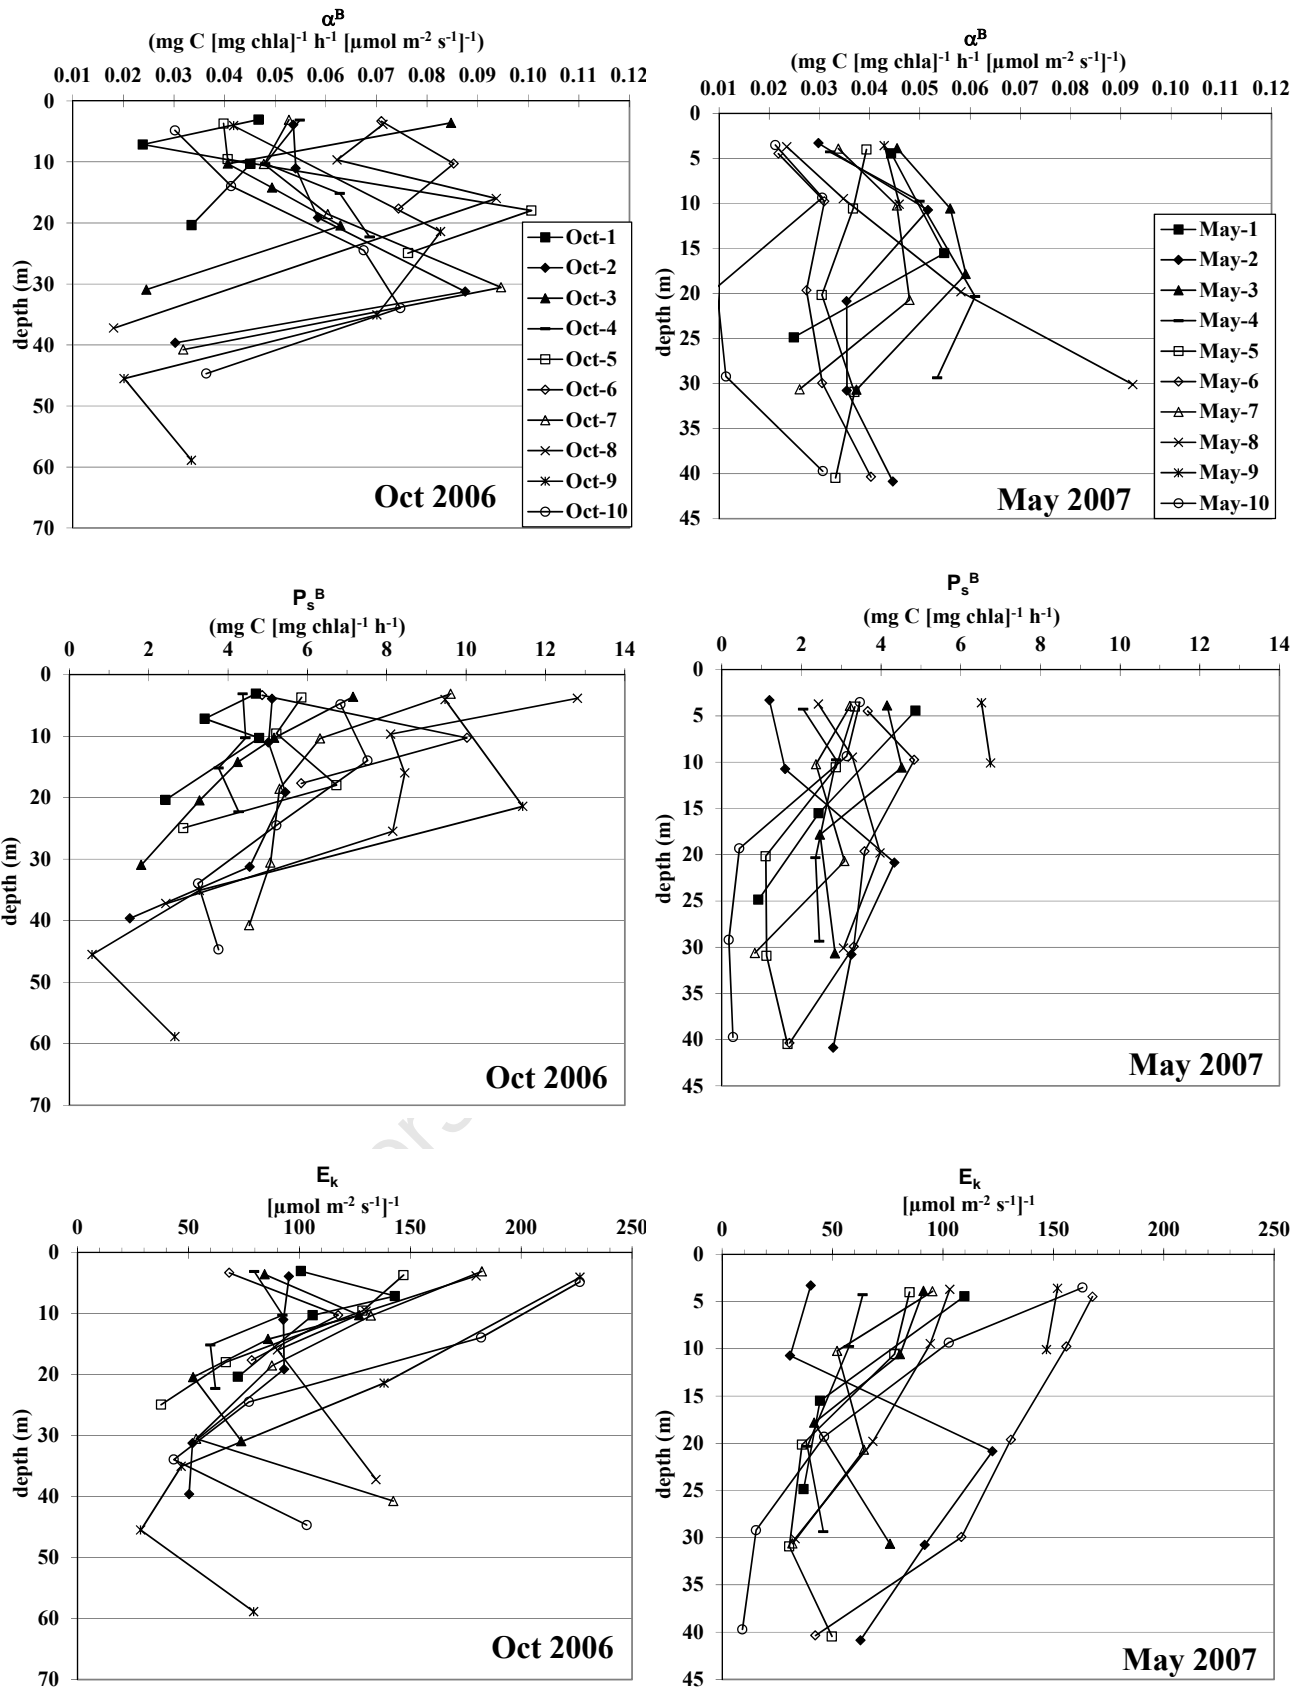 α^B
(mg C [mg chla]^-1 h^-1 [µmol m^-2 s^-1]^-1)
0.01 0.02 0.03 0.04 0.05 0.06 0.07 0.08 0.09 0.10 0.11 0.12
0
10
20
30
40
50
60
70
depth (m)
Oct-1
Oct-2
Oct-3
Oct-4
Oct-5
Oct-6
Oct-7
Oct-8
Oct-9
Oct-10
Oct 2006
α^B
(mg C [mg chla]^-1 h^-1 [µmol m^-2 s^-1]^-1)
0.01 0.02 0.03 0.04 0.05 0.06 0.07 0.08 0.09 0.10 0.11 0.12
0
5
10
15
20
25
30
35
40
45
depth (m)
May-1
May-2
May-3
May-4
May-5
May-6
May-7
May-8
May-9
May-10
May 2007
P_s^B
(mg C [mg chla]^-1 h^-1)
0 2 4 6 8 10 12 14
0
10
20
30
40
50
60
70
depth (m)
Oct 2006
P_s^B
(mg C [mg chla]^-1 h^-1)
0 2 4 6 8 10 12 14
0
5
10
15
20
25
30
35
40
45
depth (m)
May 2007
ers
E_k
[µmol m^-2 s^-1]^-1
0 50 100 150 200 250
0
10
20
30
40
50
60
70
depth (m)
Oct 2006
E_k
[µmol m^-2 s^-1]^-1
0 50 100 150 200 250
0
5
10
15
20
25
30
35
40
45
depth (m)
May 2007